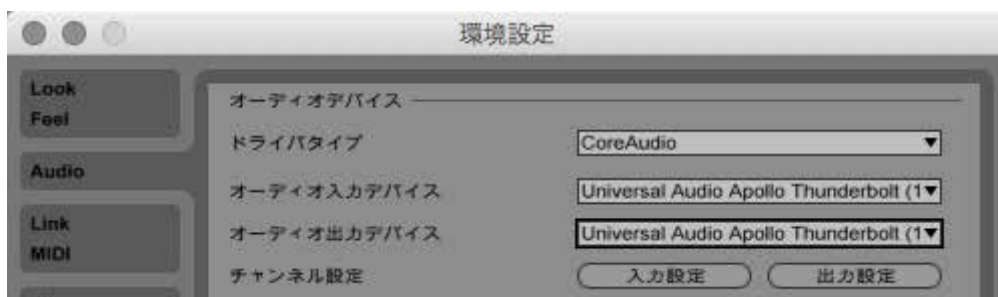 環境設定
Look
Feel
Audio
Link
MIDI
オーディオデバイス
ドライバタイプ
CoreAudio
オーディオ入力デバイス
Universal Audio Apollo Thunderbolt (1
オーディオ出力デバイス
Universal Audio Apollo Thunderbolt (1
チャンネル設定
入力設定
出力設定